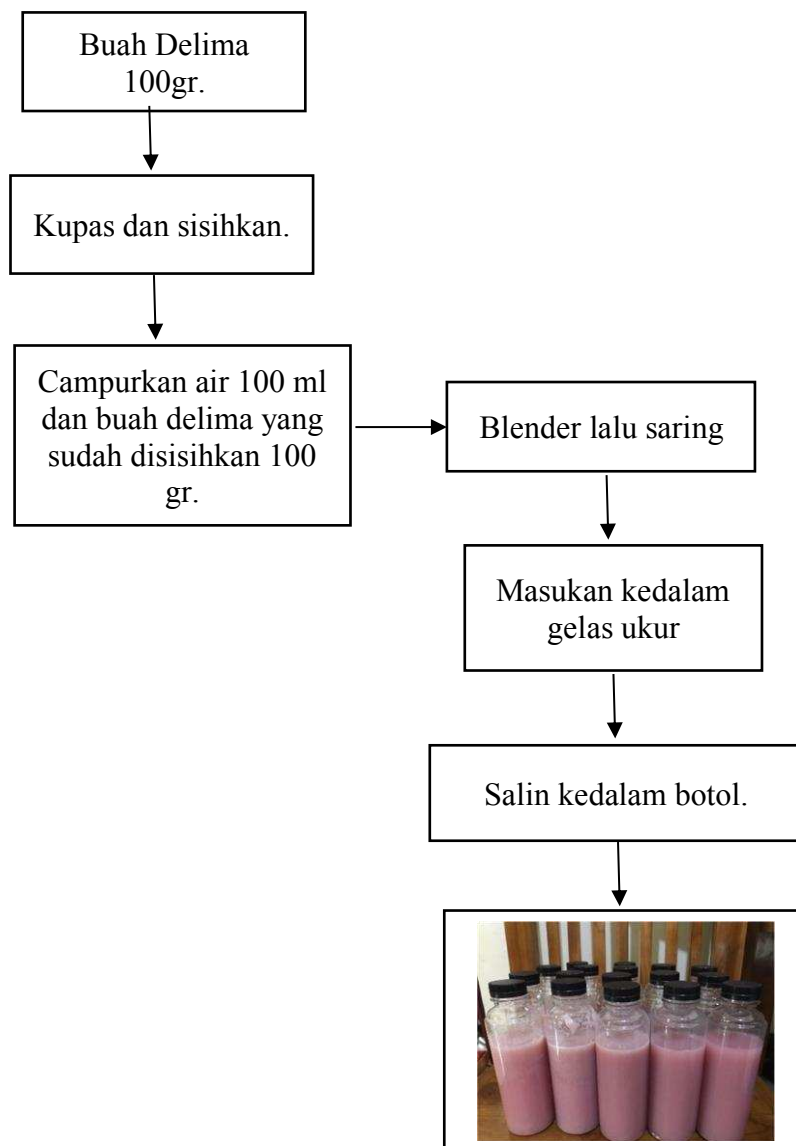 Buah Delima
100gr.
Kupas dan sisihkan.
Campurkan air 100 ml
dan buah delima yang
sudah disisihkan 100
gr.
Blender lalu saring
Masukan kedalam
gelas ukur
Salin kedalam botol.